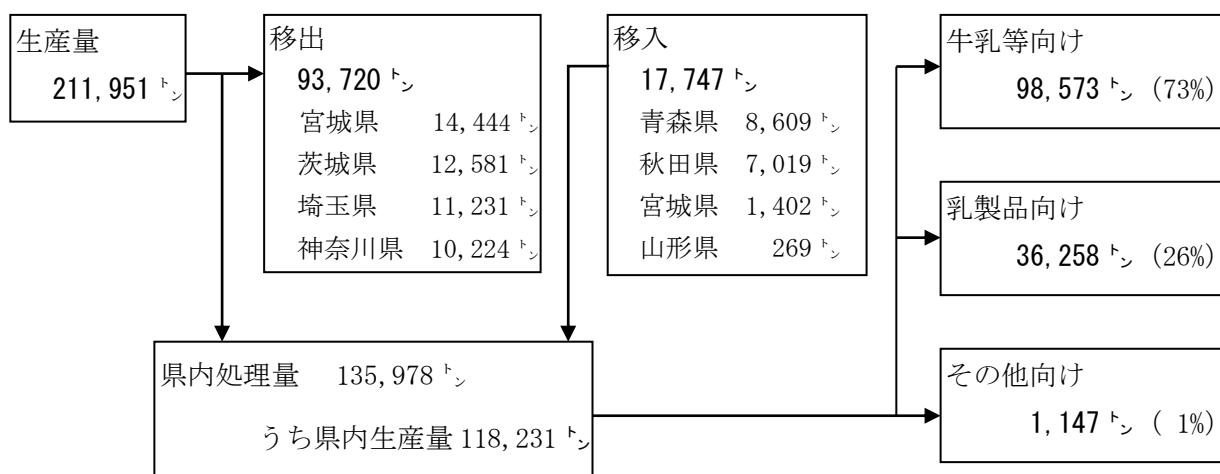 生産量
211,951 ㌧
移出
93,720 ㌧
宮城県 14,444 ㌧
茨城県 12,581 ㌧
埼玉県 11,231 ㌧
神奈川県 10,224 ㌧
移入
17,747 ㌧
青森県 8,609 ㌧
秋田県 7,019 ㌧
宮城県 1,402 ㌧
山形県 269 ㌧
牛乳等向け
98,573 ㌧ (73%)
乳製品向け
36,258 ㌧ (26%)
その他向け
1,147 ㌧ ( 1%)
県内処理量 135,978 ㌧
うち県内生産量 118,231 ㌧